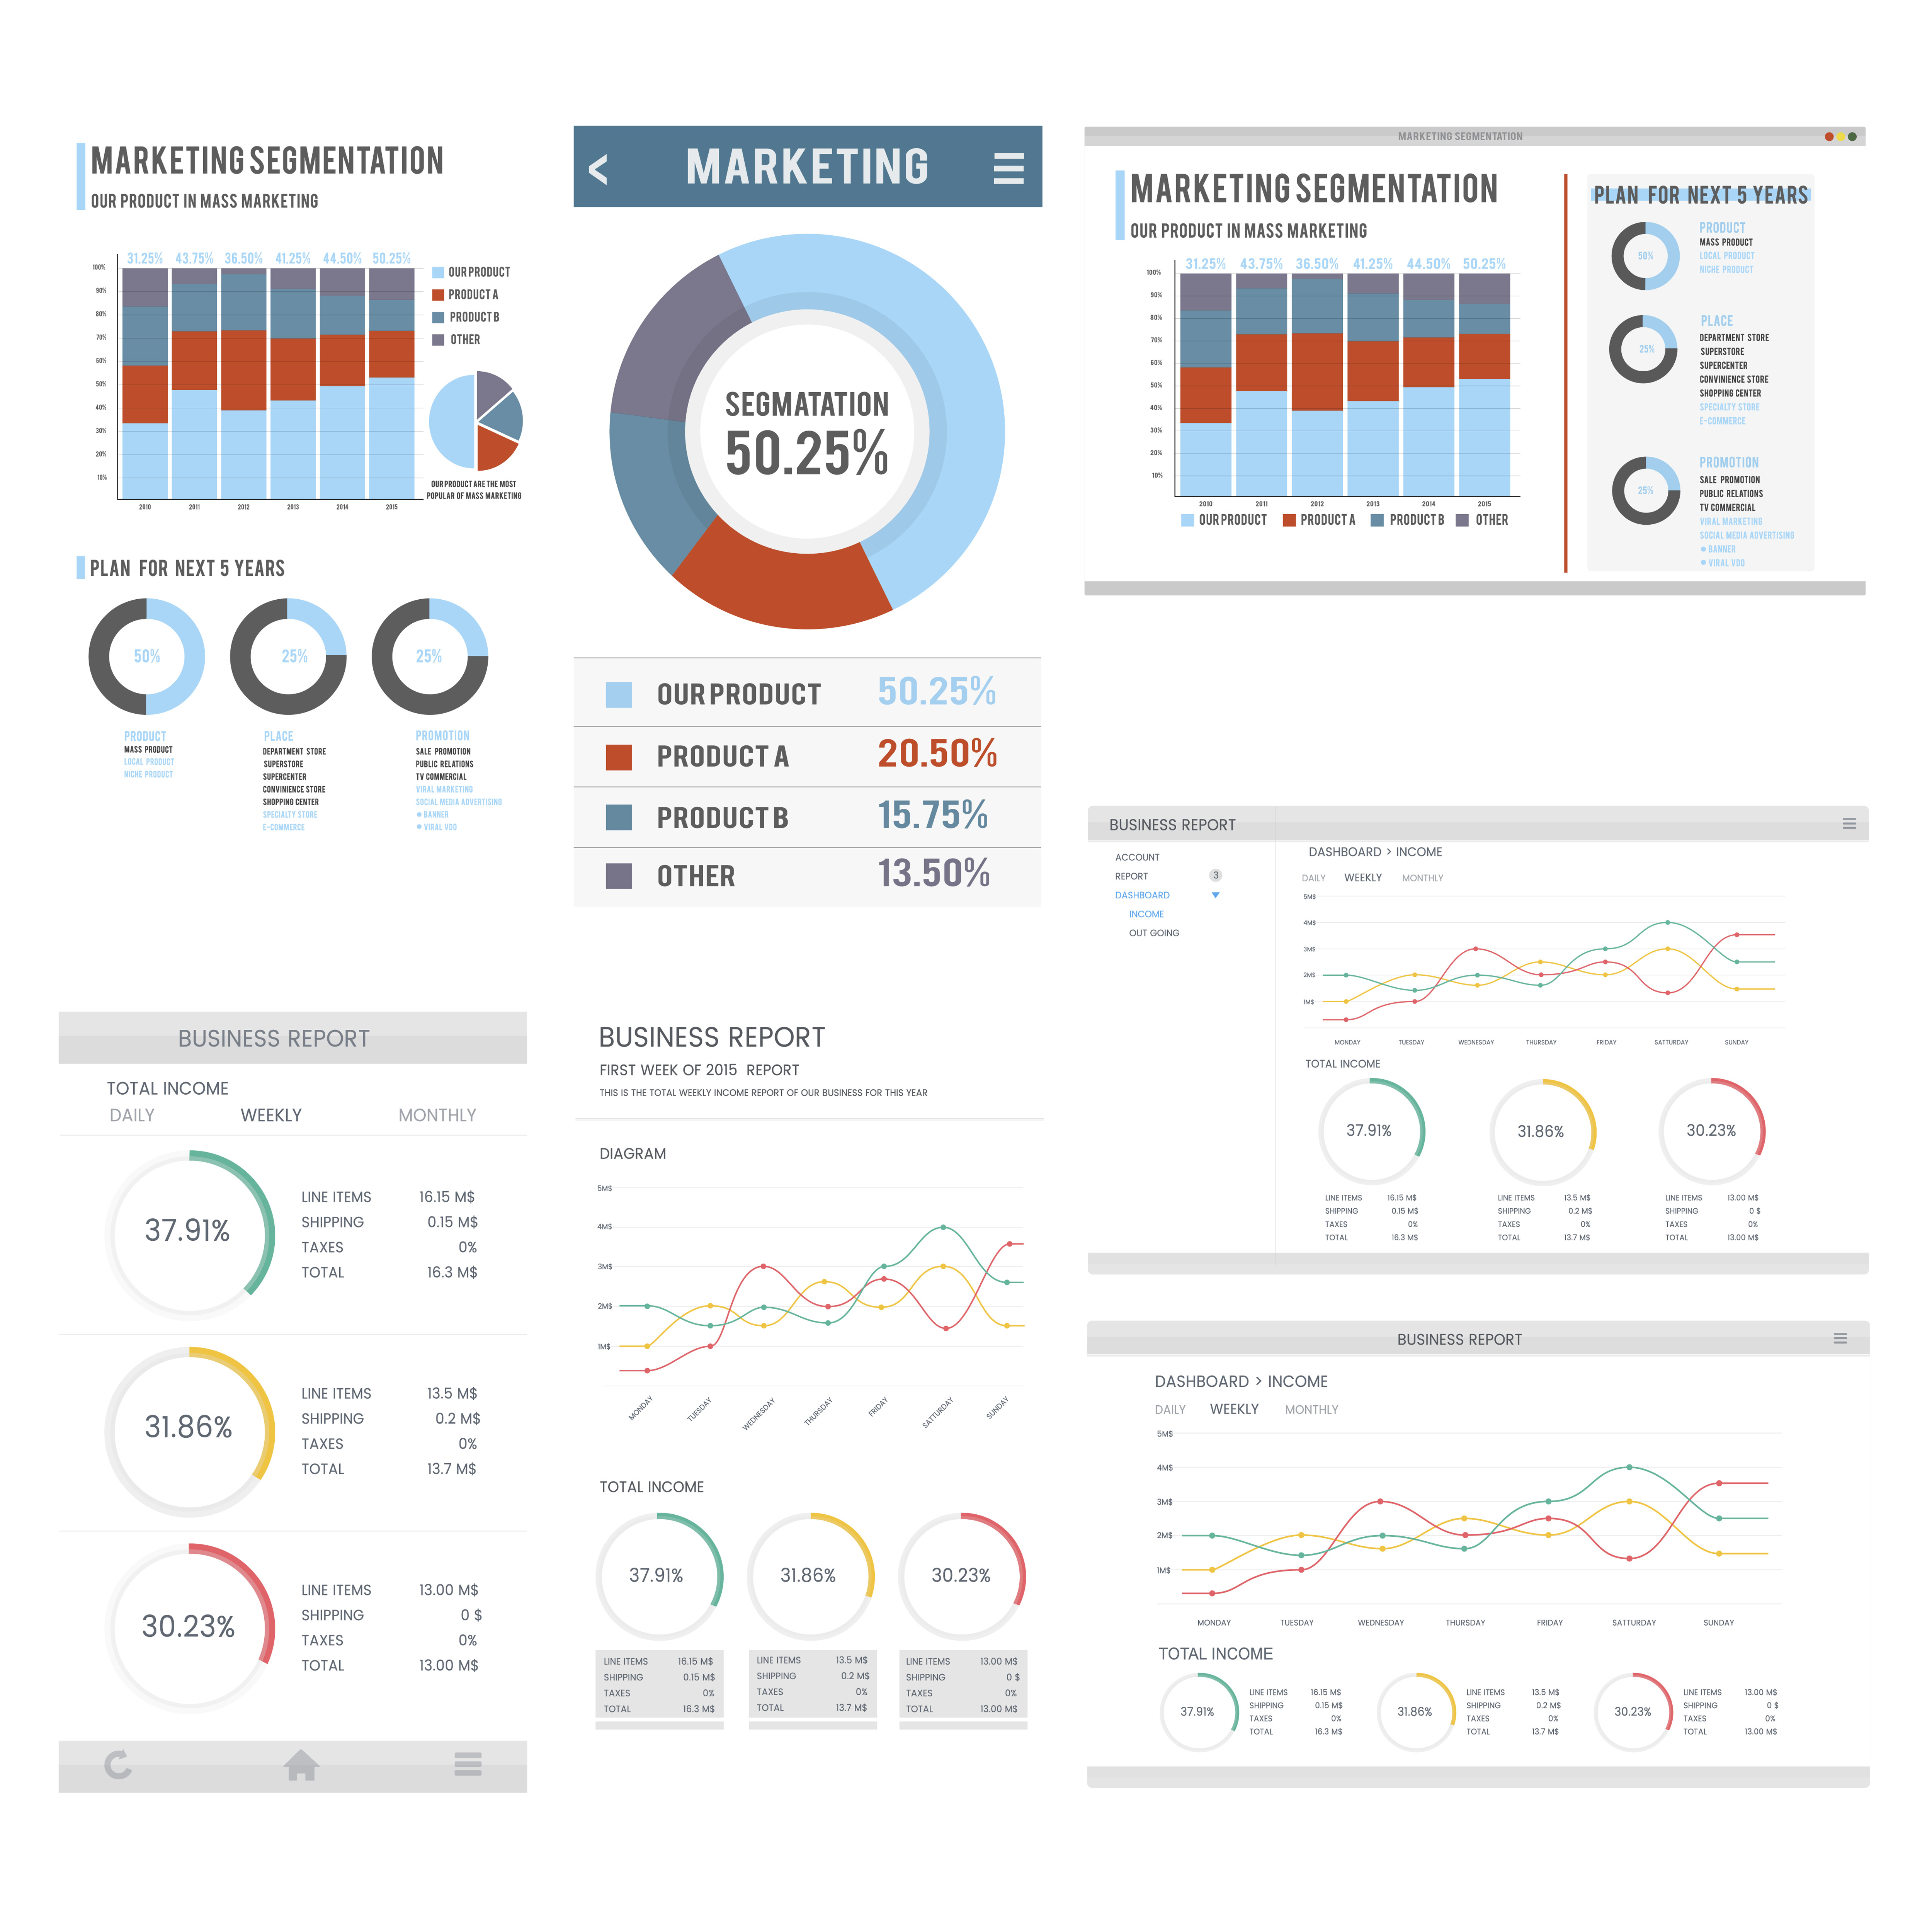 MARKETING SEGMENTATION
OUR PRODUCT IN MASS MARKETING
31.25% 43.75% 36.50% 41.25% 44.50% 50.25%
100%
90%
80%
70%
60%
50%
40%
30%
20%
10%
2010 2011 2012 2013 2014 2015
OUR PRODUCT
PRODUCT A
PRODUCT B
OTHER
OUR PRODUCT ARE THE MOST
POPULAR OF MASS MARKETING
PLAN FOR NEXT 5 YEARS
50%
25%
25%
PRODUCT
MASS PRODUCT
LOCAL PRODUCT
NICHE PRODUCT
PLACE
DEPARTMENT STORE
SUPERSTORE
SUPERCENTER
CONVINIENCE STORE
SHOPPING CENTER
SPECIALTY STORE
E-COMMERCE
PROMOTION
SALE PROMOTION
PUBLIC RELATIONS
TV COMMERCIAL
VIRAL MARKETING
SOCIAL MEDIA ADVERTISING
• BANNER
• VIRAL VDO
< MARKETING
SEGMATATION
50.25%
OUR PRODUCT 50.25%
PRODUCT A 20.50%
PRODUCT B 15.75%
OTHER 13.50%
MARKETING SEGMENTATION
MARKETING SEGMENTATION
OUR PRODUCT IN MASS MARKETING
31.25% 43.75% 36.50% 41.25% 44.50% 50.25%
100%
90%
80%
70%
60%
50%
40%
30%
20%
10%
2010 2011 2012 2013 2014 2015
OUR PRODUCT PRODUCT A PRODUCT B OTHER
PLAN FOR NEXT 5 YEARS
50%
PRODUCT
MASS PRODUCT
LOCAL PRODUCT
NICHE PRODUCT
25%
PLACE
DEPARTMENT STORE
SUPERSTORE
SUPERCENTER
CONVINIENCE STORE
SHOPPING CENTER
SPECIALTY STORE
E-COMMERCE
25%
PROMOTION
SALE PROMOTION
PUBLIC RELATIONS
TV COMMERCIAL
VIRAL MARKETING
SOCIAL MEDIA ADVERTISING
• BANNER
• VIRAL VDO
BUSINESS REPORT
ACCOUNT
REPORT 3
DASHBOARD
INCOME
OUT GOING
DASHBOARD > INCOME
DAILY WEEKLY MONTHLY
5M$
4M$
3M$
2M$
1M$
MONDAY TUESDAY WEDNESDAY THURSDAY FRIDAY SATTURDAY SUNDAY
TOTAL INCOME
37.91% 31.86% 30.23%
LINE ITEMS 16.15 M$ LINE ITEMS 13.5 M$ LINE ITEMS 13.00 M$
SHIPPING 0.15 M$ SHIPPING 0.2 M$ SHIPPING 0 $
TAXES 0% TAXES 0% TAXES 0%
TOTAL 16.3 M$ TOTAL 13.7 M$ TOTAL 13.00 M$
BUSINESS REPORT
TOTAL INCOME
DAILY WEEKLY MONTHLY
37.91%
LINE ITEMS 16.15 M$
SHIPPING 0.15 M$
TAXES 0%
TOTAL 16.3 M$
31.86%
LINE ITEMS 13.5 M$
SHIPPING 0.2 M$
TAXES 0%
TOTAL 13.7 M$
30.23%
LINE ITEMS 13.00 M$
SHIPPING 0 $
TAXES 0%
TOTAL 13.00 M$
BUSINESS REPORT
FIRST WEEK OF 2015 REPORT
THIS IS THE TOTAL WEEKLY INCOME REPORT OF OUR BUSINESS FOR THIS YEAR
DIAGRAM
5M$
4M$
3M$
2M$
1M$
MONDAY TUESDAY WEDNESDAY THURSDAY FRIDAY SATTURDAY SUNDAY
TOTAL INCOME
37.91% 31.86% 30.23%
LINE ITEMS 16.15 M$ LINE ITEMS 13.5 M$ LINE ITEMS 13.00 M$
SHIPPING 0.15 M$ SHIPPING 0.2 M$ SHIPPING 0 $
TAXES 0% TAXES 0% TAXES 0%
TOTAL 16.3 M$ TOTAL 13.7 M$ TOTAL 13.00 M$
BUSINESS REPORT
DASHBOARD > INCOME
DAILY WEEKLY MONTHLY
5M$
4M$
3M$
2M$
1M$
MONDAY TUESDAY WEDNESDAY THURSDAY FRIDAY SATTURDAY SUNDAY
TOTAL INCOME
37.91% 31.86% 30.23%
LINE ITEMS 16.15 M$ LINE ITEMS 13.5 M$ LINE ITEMS 13.00 M$
SHIPPING 0.15 M$ SHIPPING 0.2 M$ SHIPPING 0 $
TAXES 0% TAXES 0% TAXES 0%
TOTAL 16.3 M$ TOTAL 13.7 M$ TOTAL 13.00 M$